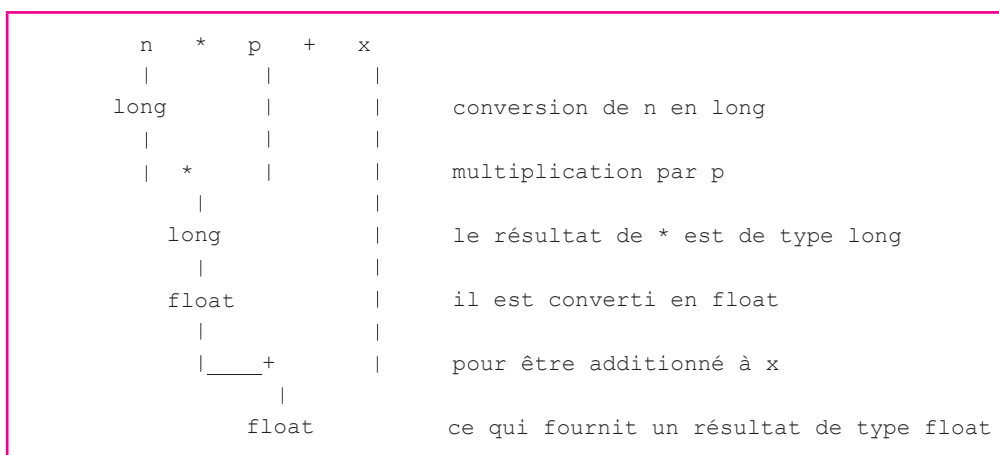 n * p + x
| | |
long | | conversion de n en long
| | |
| * | | multiplication par p
| |
long | le résultat de * est de type long
| |
float | il est converti en float
| |
|____+ | pour être additionné à x
|
float ce qui fournit un résultat de type float